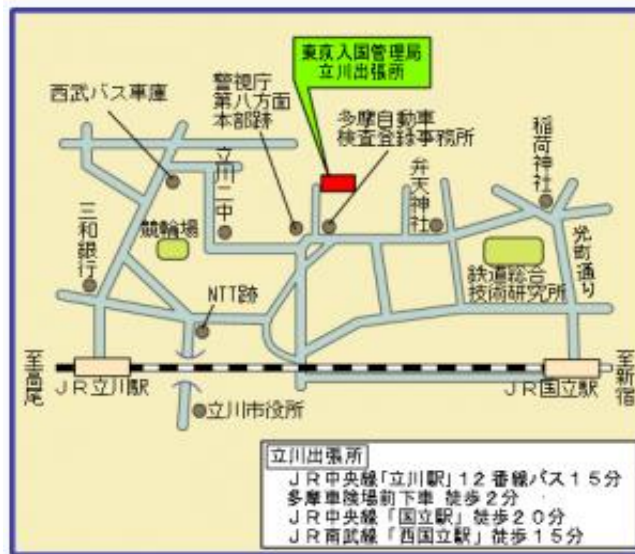 東京入国管理局
立川出張所
西武バス車庫
警視庁
第八方面
本部跡
多摩自動車
検査登録事務所
稲荷神社
立川二中
弁天神社
三和銀行
競輪場
光町通り
鉄道総合
技術研究所
NTT跡
至高尾
至新宿
JR立川駅
JR国立駅
立川市役所
立川出張所
JR中央線「立川駅」12番線バス15分
多摩車検場前下車 徒歩2分
JR中央線「国立駅」徒歩20分
JR南武線「西国立駅」徒歩15分